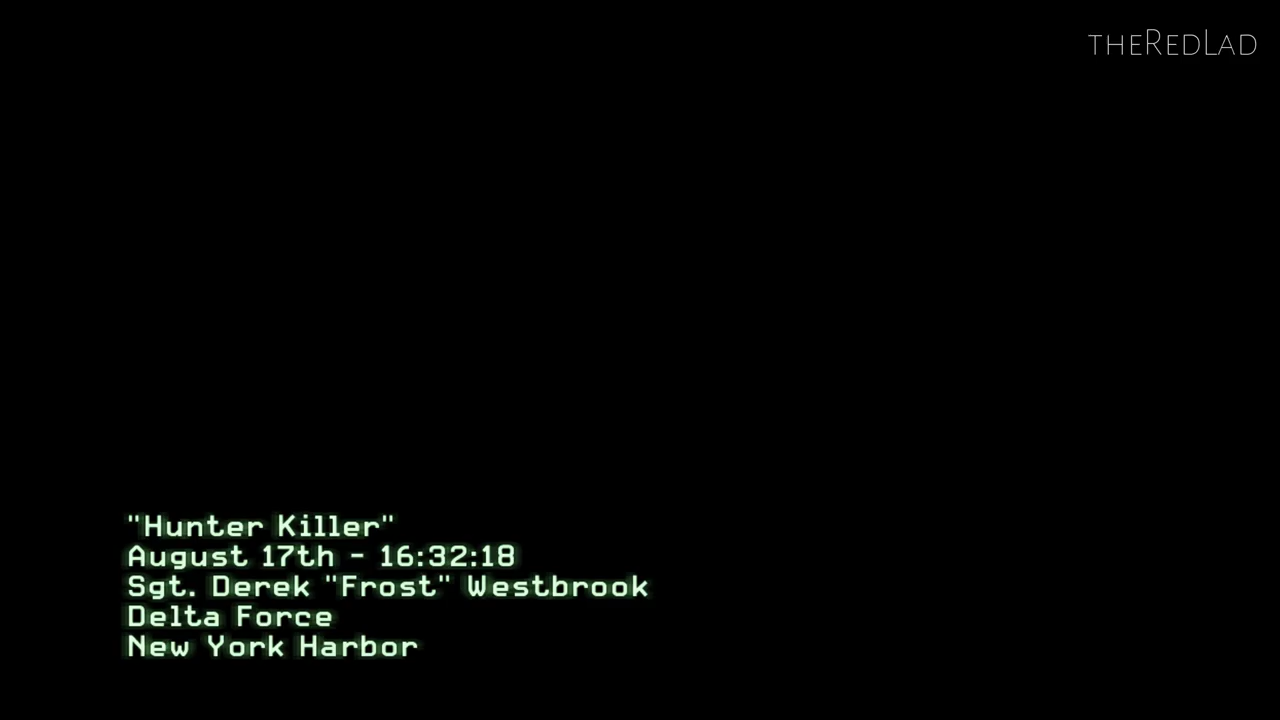 THEREDLAD
"Hunter Killer"
August 17th - 16:32:18
Sgt. Derek "Frost" Westbrook
Delta Force
New York Harbor